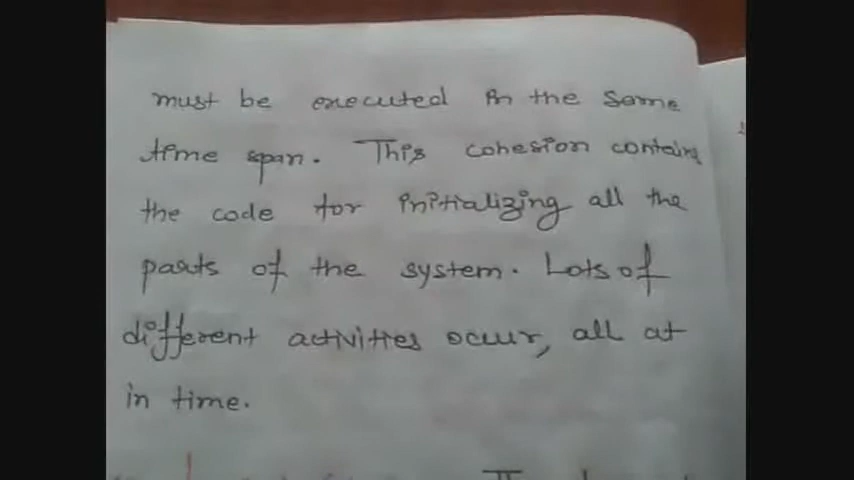 must be executed in the same
time span. This cohesion contains
the code for initializing all the
parts of the system. Lots of
different activities occur, all at
in time.